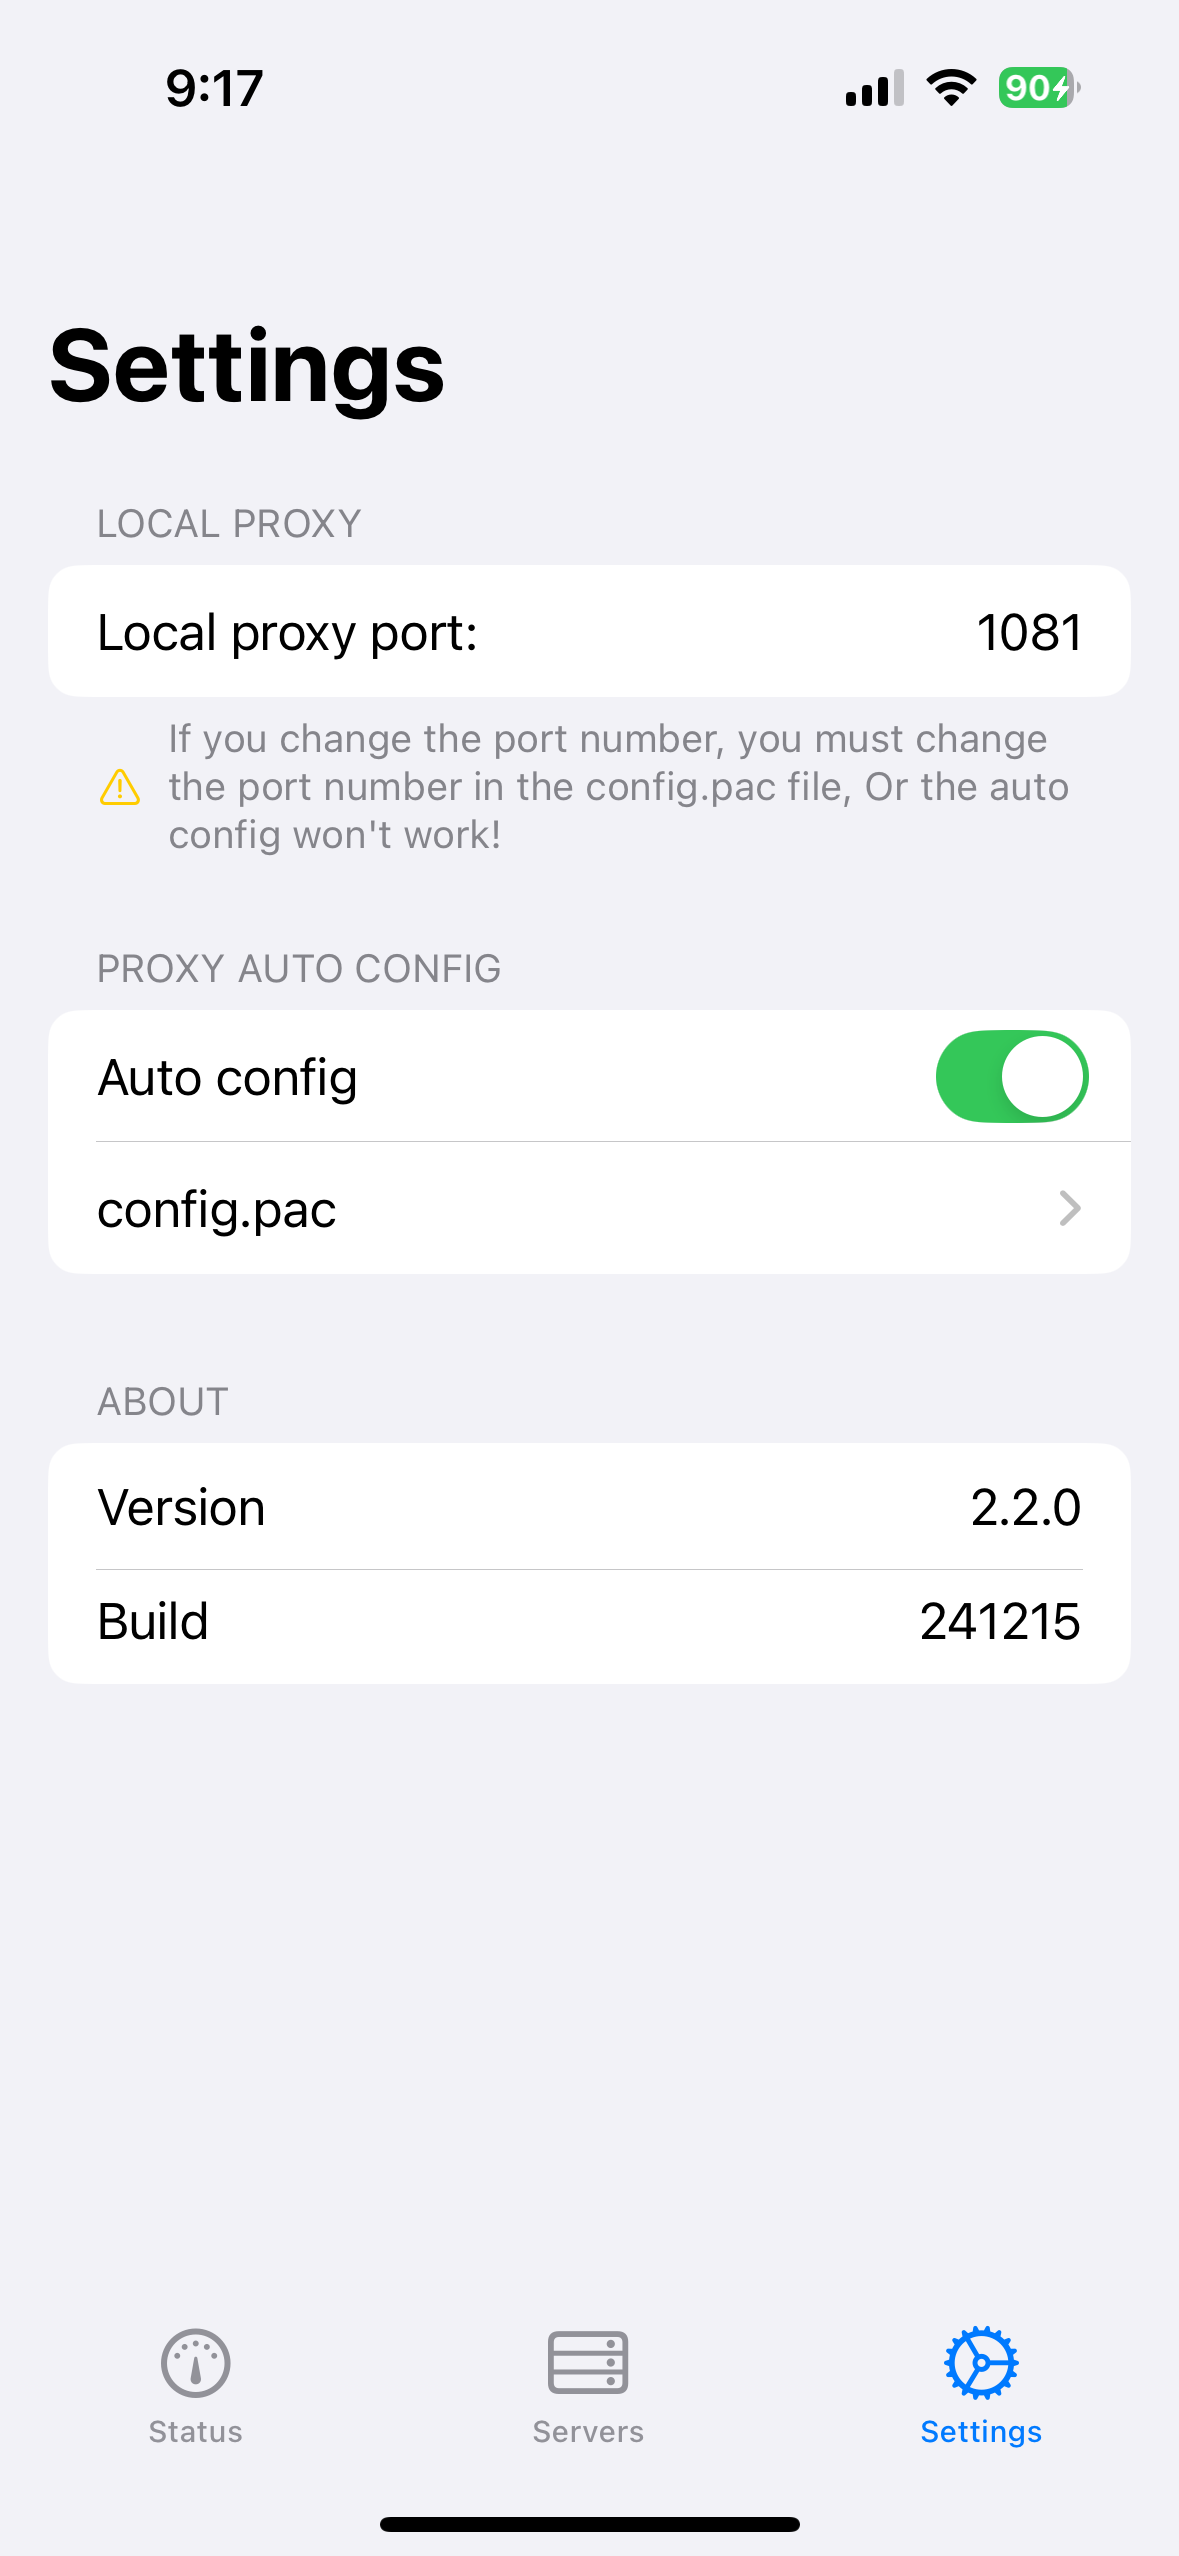 9:17
90
Settings
LOCAL PROXY
Local proxy port: 1081
If you change the port number, you must change
the port number in the config.pac file, Or the auto
config won't work!
PROXY AUTO CONFIG
Auto config
config.pac
ABOUT
Version 2.2.0
Build 241215
Status Servers Settings